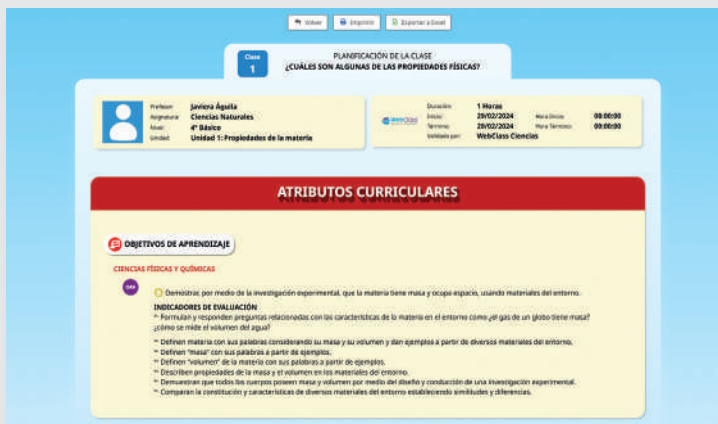 Volver Imprimir Exportar a Excel
Clase
1
PLANIFICACIÓN DE LA CLASE
¿CUÁLES SON ALGUNAS DE LAS PROPIEDADES FÍSICAS?
Profesor Javiera Águila
Asignatura Ciencias Naturales
Nivel 4° Básico
Unidad Unidad 1: Propiedades de la materia
webclass
Duración 1 Horas
Inicio 29/02/2024 Hora Inicio 00:00:00
Término 29/02/2024 Hora Término 00:00:00
Validado por: WebClass Ciencias
ATRIBUTOS CURRICULARES
OBJETIVOS DE APRENDIZAJE
CIENCIAS FÍSICAS Y QUÍMICAS
Demostrar, por medio de la investigación experimental, que la materia tiene masa y ocupa espacio, usando materiales del entorno.
INDICADORES DE EVALUACIÓN
Formulan y responden preguntas relacionadas con las características de la materia en el entorno como ¿el gas de un globo tiene masa?
¿cómo se mide el volumen del agua?
Definen materia con sus palabras considerando su masa y su volumen y dan ejemplos a partir de diversos materiales del entorno.
Definen "masa" con sus palabras a partir de ejemplos.
Definen "volumen" de la materia con sus palabras a partir de ejemplos.
Describen propiedades de la masa y el volumen en los materiales del entorno.
Demuestran que todos los cuerpos poseen masa y volumen por medio del diseño y conducción de una investigación experimental.
Comparan la constitución y características de diversos materiales del entorno estableciendo similitudes y diferencias.